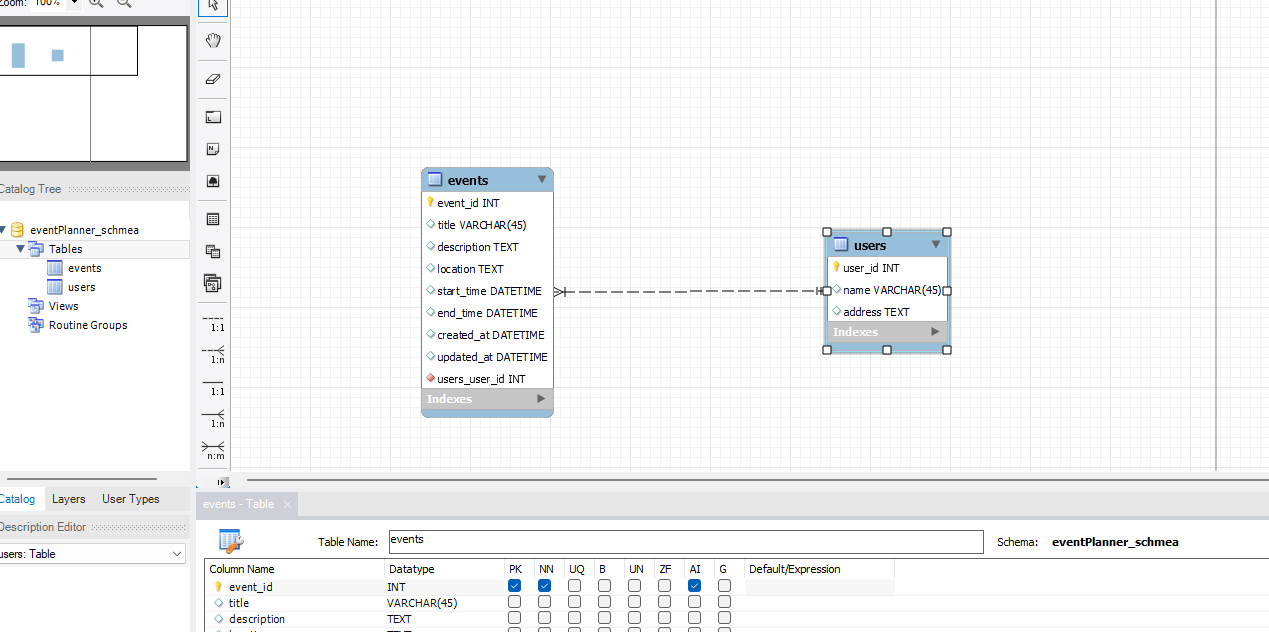 Zoom: 100%
Catalog Tree
eventPlanner_schmea
Tables
events
users
Views
Routine Groups
1:1
1:n
1:1
1:n
n:m
events
event_id INT
title VARCHAR(45)
description TEXT
location TEXT
start_time DATETIME
end_time DATETIME
created_at DATETIME
updated_at DATETIME
users_user_id INT
Indexes
users
user_id INT
name VARCHAR(45)
address TEXT
Indexes
Catalog Layers User Types
Description Editor
users: Table
events - Table
Table Name: events Schema: eventPlanner_schmea
Column Name Datatype PK NN UQ B UN ZF AI G Default/Expression
event_id INT
title VARCHAR(45)
description TEXT